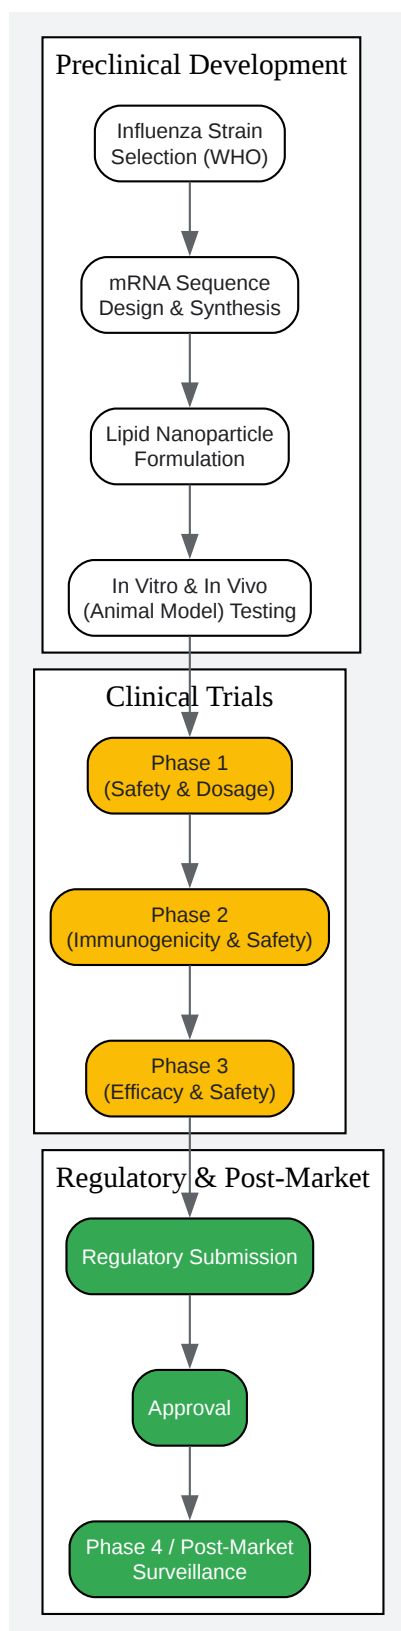 Preclinical Development
Influenza Strain
Selection (WHO)
mRNA Sequence
Design & Synthesis
Lipid Nanoparticle
Formulation
In Vitro & In Vivo
(Animal Model) Testing
Clinical Trials
Phase 1
(Safety & Dosage)
Phase 2
(Immunogenicity & Safety)
Phase 3
(Efficacy & Safety)
Regulatory & Post-Market
Regulatory Submission
Approval
Phase 4 / Post-Market
Surveillance